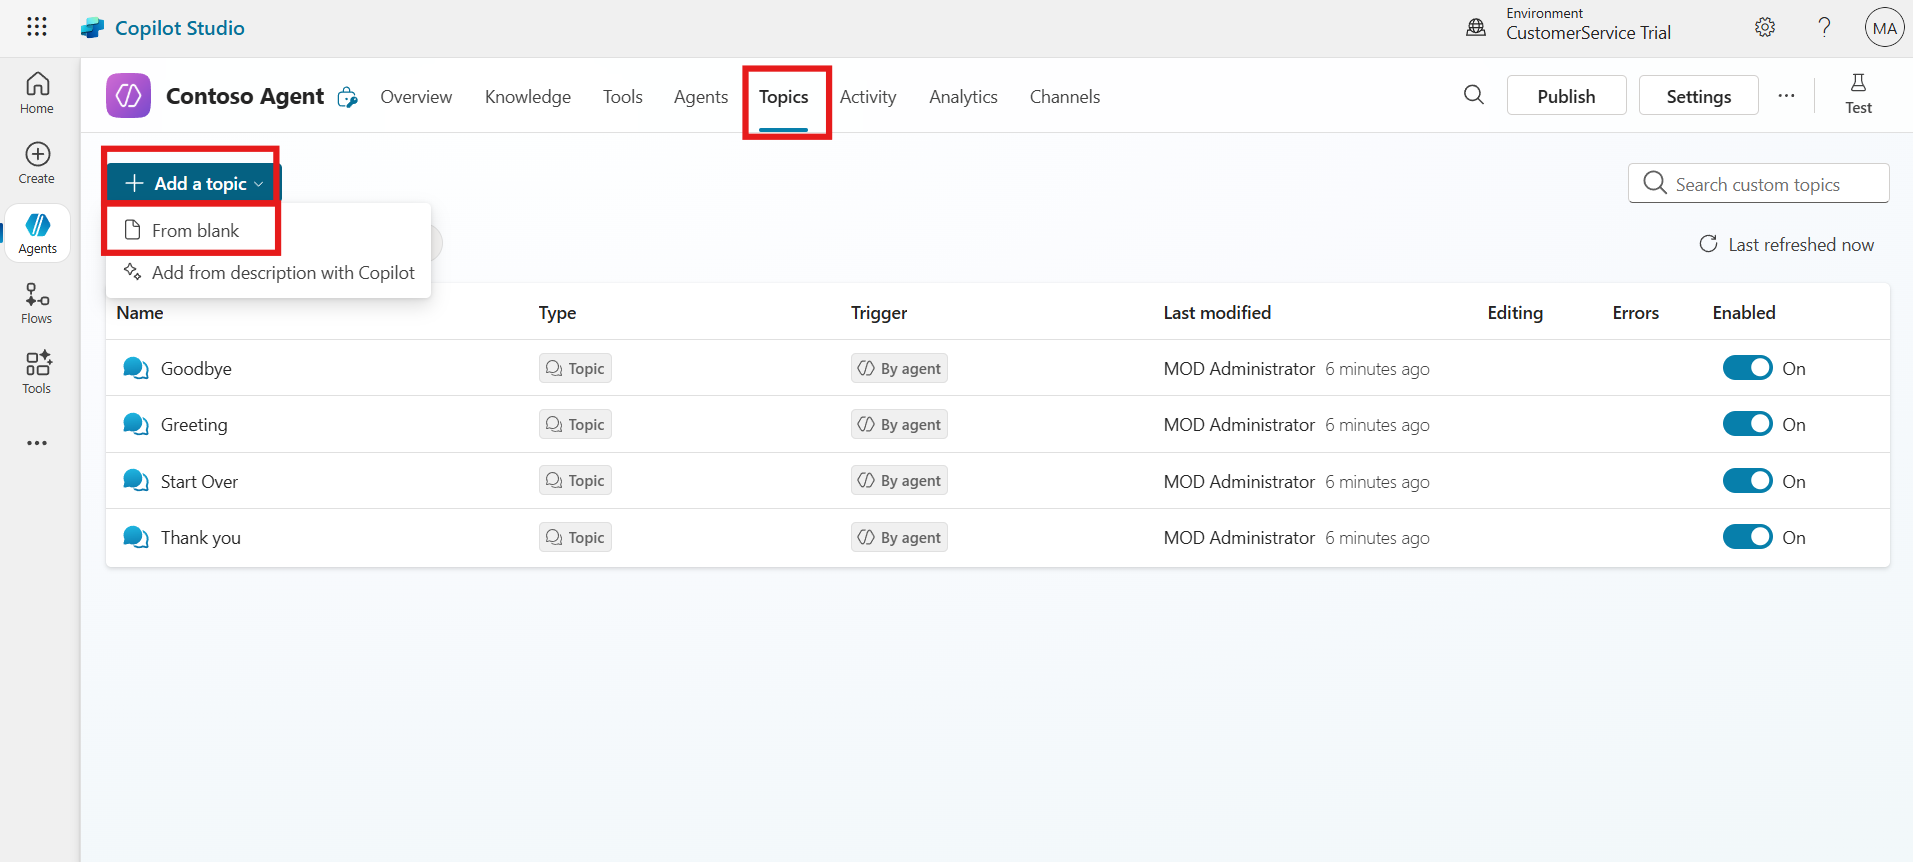 Copilot Studio
Environment
CustomerService Trial
MA
Home
Create
Agents
Flows
Tools
Contoso Agent
Overview
Knowledge
Tools
Agents
Topics
Activity
Analytics
Channels
Publish
Settings
Test
Add a topic
From blank
Add from description with Copilot
Search custom topics
Last refreshed now
Name Type Trigger Last modified Editing Errors Enabled
Goodbye Topic By agent MOD Administrator 6 minutes ago On
Greeting Topic By agent MOD Administrator 6 minutes ago On
Start Over Topic By agent MOD Administrator 6 minutes ago On
Thank you Topic By agent MOD Administrator 6 minutes ago On